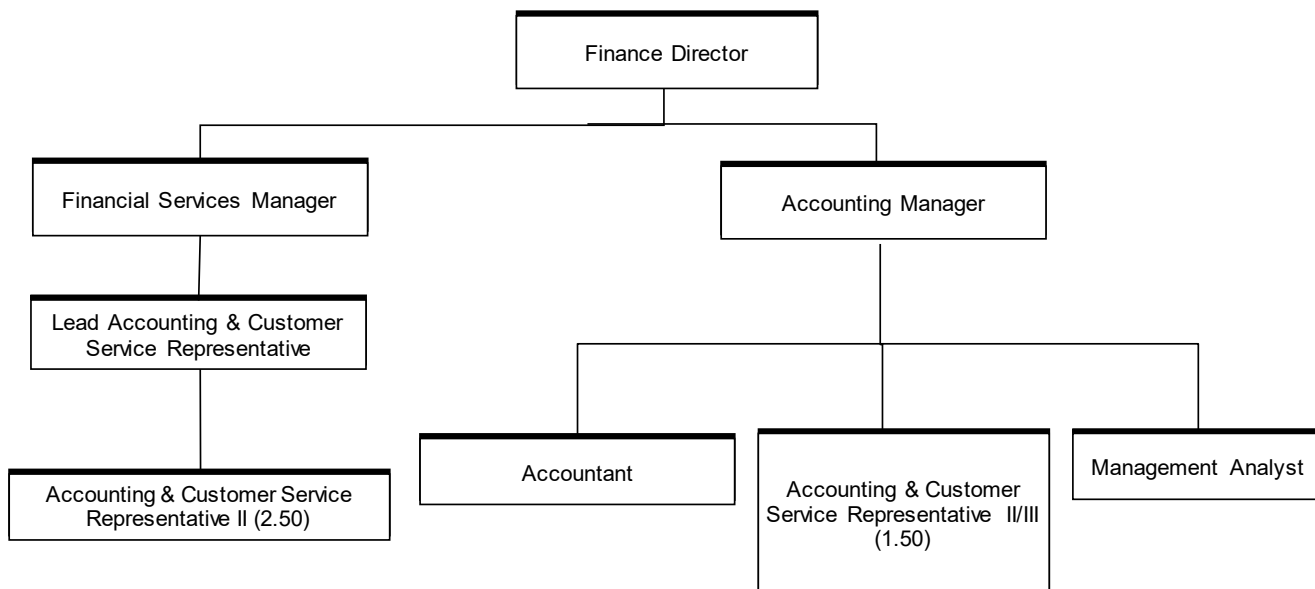 Finance Director
Financial Services Manager
Accounting Manager
Lead Accounting & Customer
Service Representative
Accountant
Accounting & Customer
Service Representative II/III
(1.50)
Management Analyst
Accounting & Customer Service
Representative II (2.50)